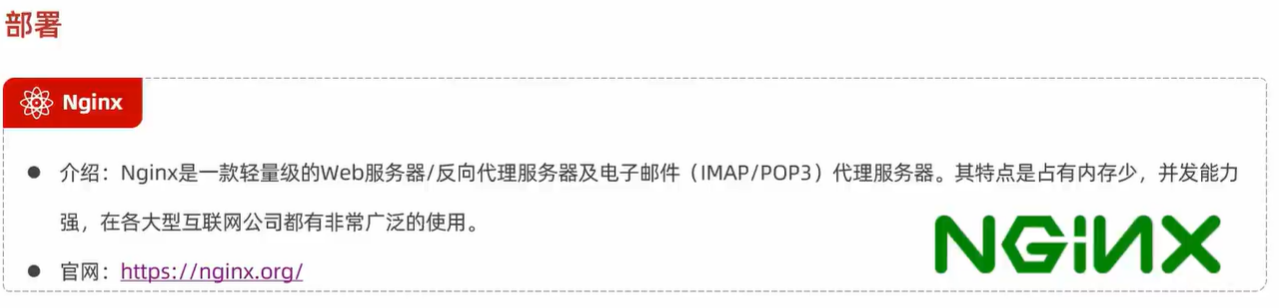 部署
Nginx
● 介绍：Nginx是一款轻量级的Web服务器/反向代理服务器及电子邮件（IMAP/POP3）代理服务器。其特点是占有内存少，并发能力
强，在各大型互联网公司都有非常广泛的使用。
NGiNX
● 官网：https://nginx.org/